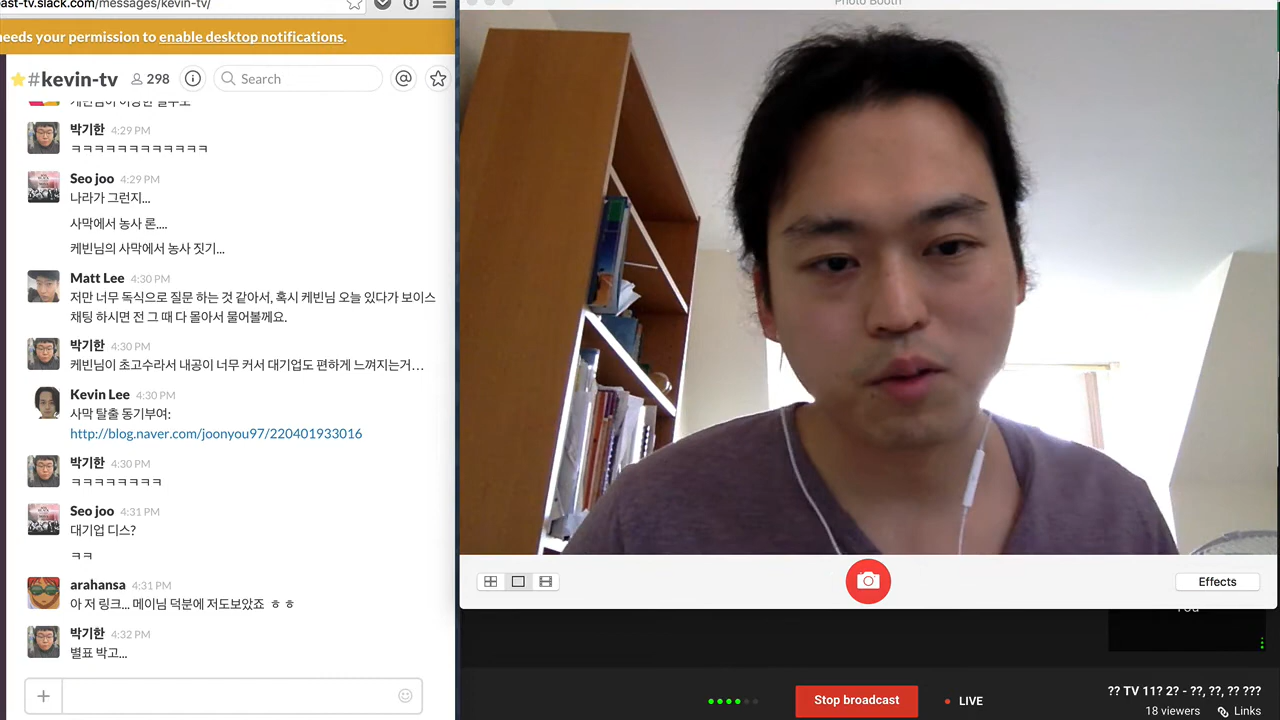 ast-tv.slack.com/messages/kevin-tv/
Photo Booth
eeds your permission to enable desktop notifications.
#kevin-tv
298
Search
박기한 4:29 PM
ㅋㅋㅋㅋㅋㅋㅋㅋㅋㅋㅋㅋ
Seo joo 4:29 PM
나라가 그런지...
사막에서 농사 론....
케빈님의 사막에서 농사 짓기...
Matt Lee 4:30 PM
저만 너무 독식으로 질문 하는 것 같아서, 혹시 케빈님 오늘 있다가 보이스
채팅 하시면 전 그 때 다 몰아서 물어볼께요.
박기한 4:30 PM
케빈님이 초고수라서 내공이 너무 커서 대기업도 편하게 느껴지는거…
Kevin Lee 4:30 PM
사막 탈출 동기부여:
http://blog.naver.com/joonyou97/220401933016
박기한 4:30 PM
ㅋㅋㅋㅋㅋㅋㅋㅋ
Seo joo 4:31 PM
대기업 디스?
ㅋㅋ
arahansa 4:31 PM
아 저 링크... 메이님 덕분에 저도보았죠 ㅎㅎ
박기한 4:32 PM
별표 박고...
Effects
You
Stop broadcast
LIVE
?? TV 11? 2? - ??, ??, ?? ???
18 viewers
Links